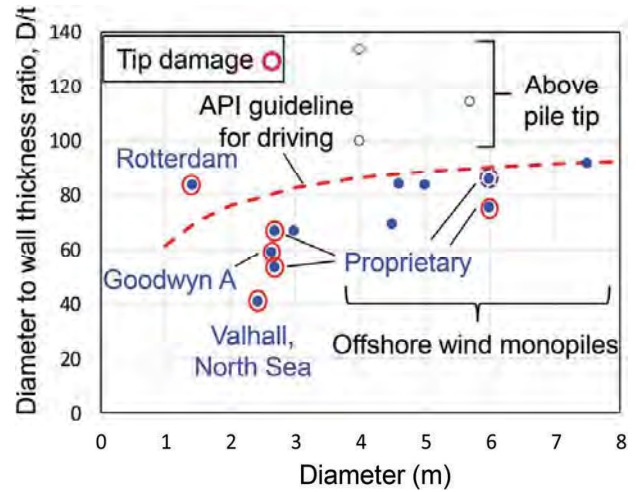 Diameter to wall thickness ratio, D/t
140
120
100
80
60
40
20
0
Tip damage
API guideline
for driving
Above
pile tip
Rotterdam
Goodwyn A
Proprietary
Valhall,
North Sea
Offshore wind monopiles
0 1 2 3 4 5 6 7 8
Diameter (m)